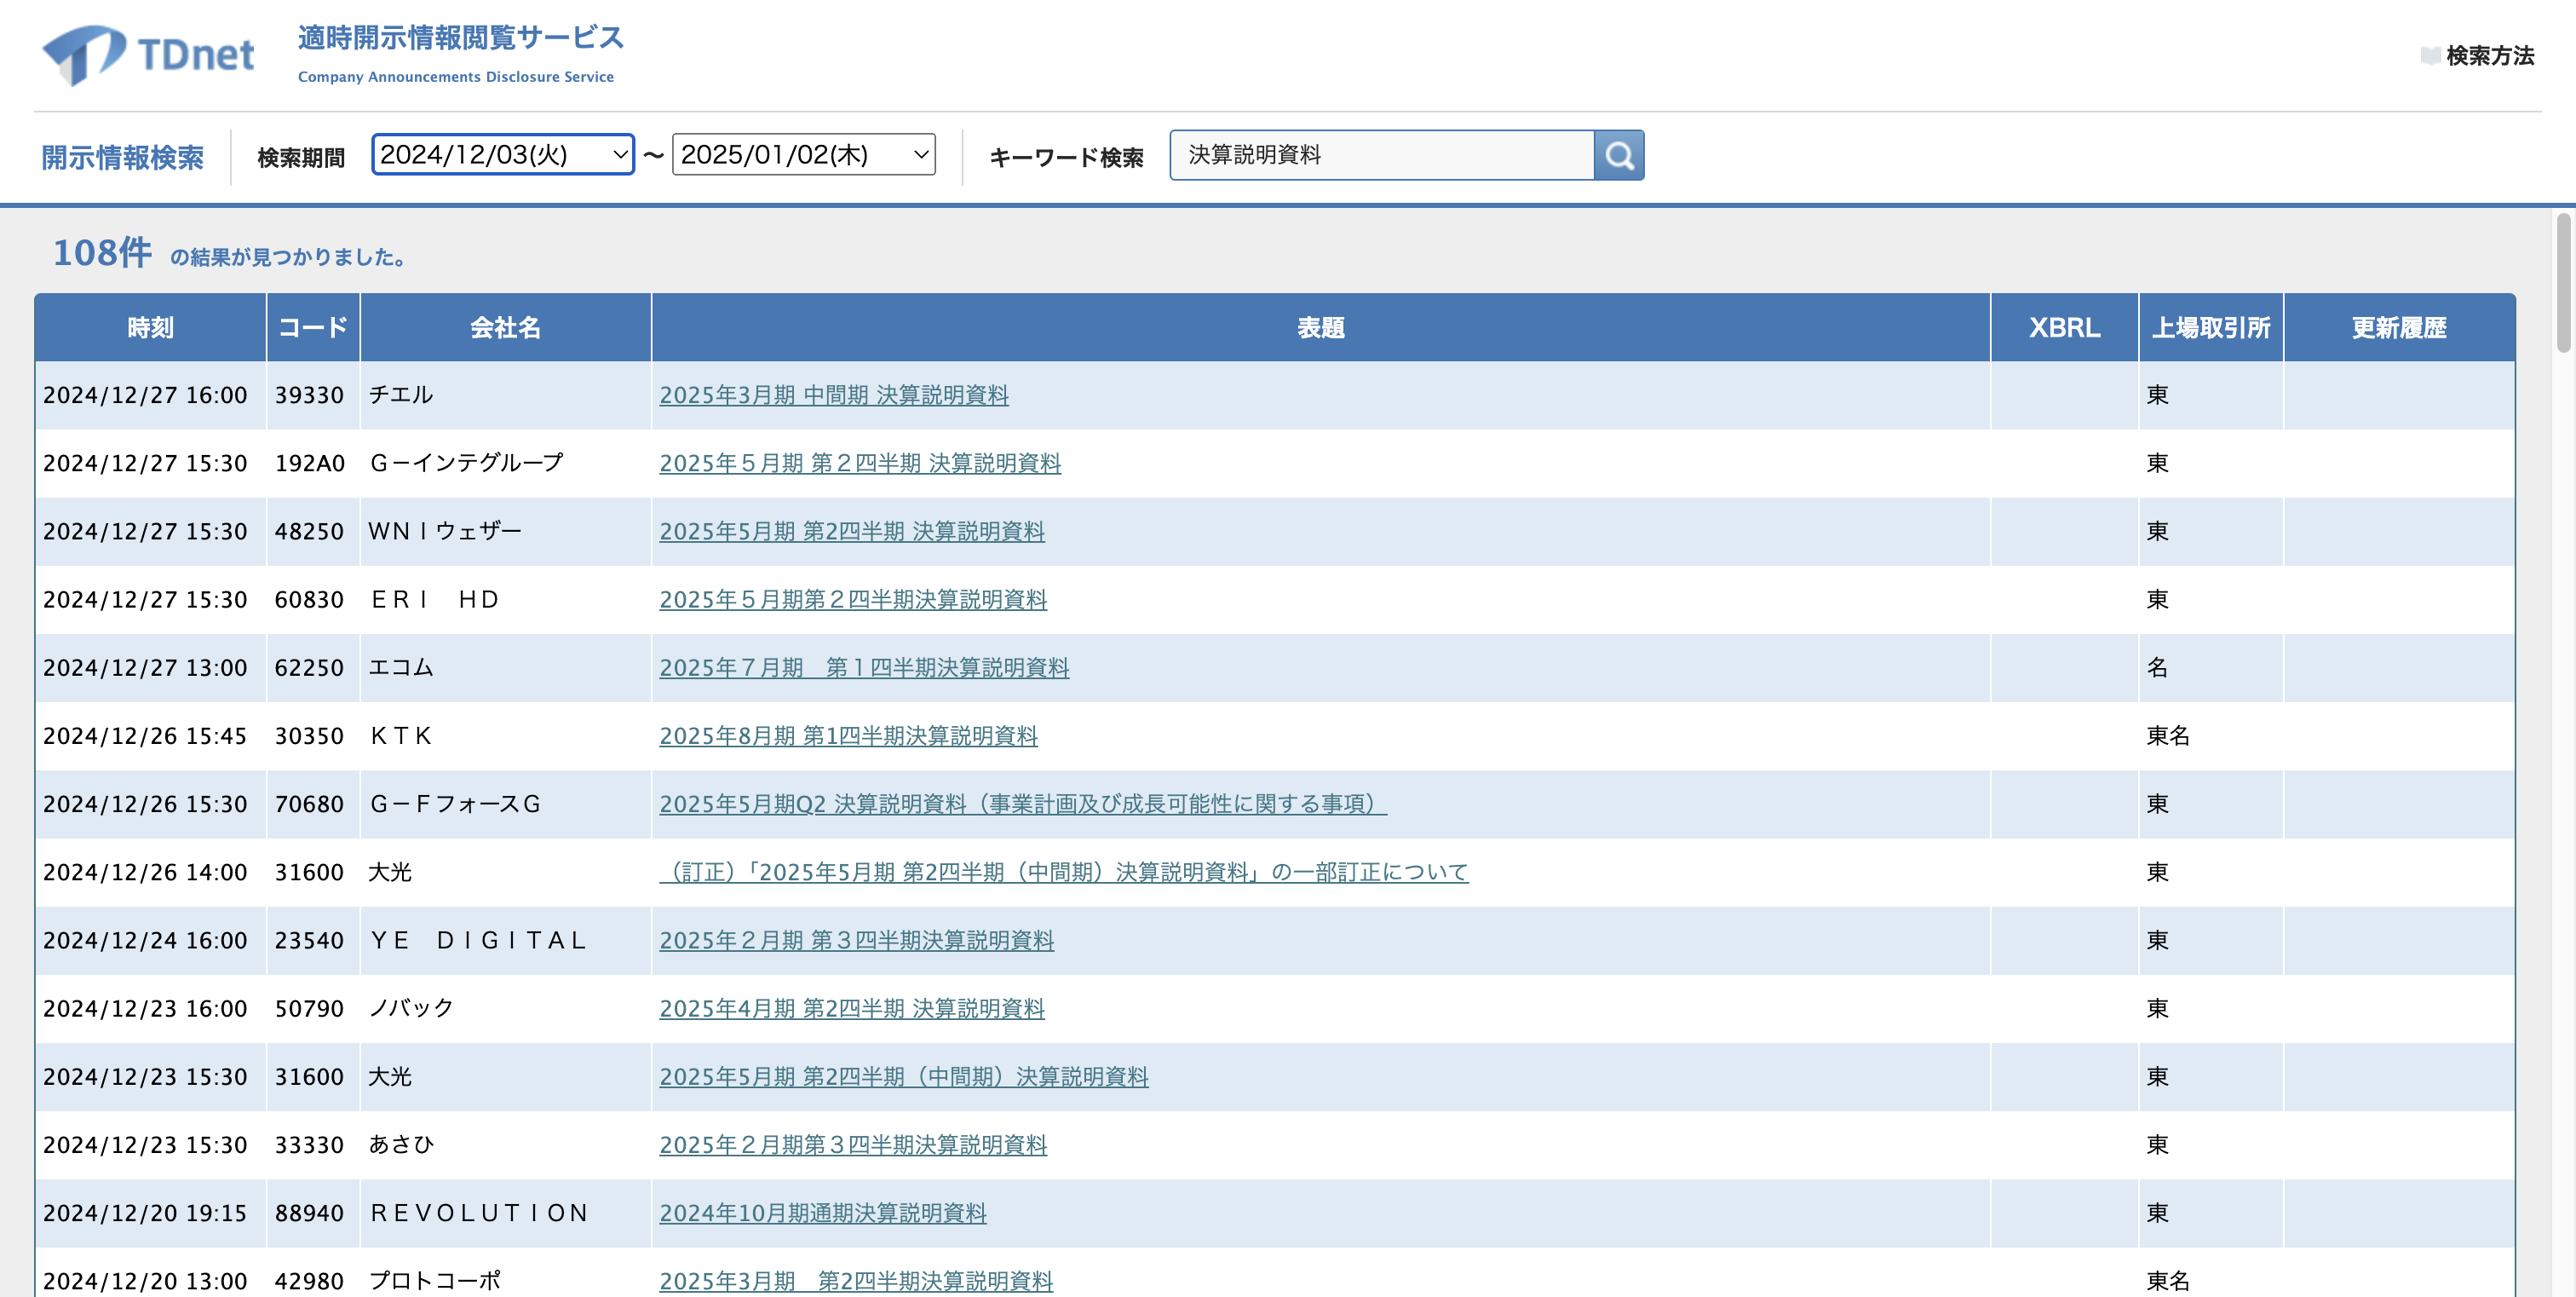 TDnet
適時開示情報閲覧サービス
Company Announcements Disclosure Service
検索方法
開示情報検索 検索期間 2024/12/03(火) ～ 2025/01/02(木) キーワード検索 決算説明資料
108件 の結果が見つかりました。
時刻 コード 会社名 表題 XBRL 上場取引所 更新履歴
2024/12/27 16:00 39330 チエル 2025年3月期 中間期 決算説明資料 東
2024/12/27 15:30 192A0 Ｇ－インテグループ 2025年５月期 第２四半期 決算説明資料 東
2024/12/27 15:30 48250 ＷＮＩウェザー 2025年5月期 第2四半期 決算説明資料 東
2024/12/27 15:30 60830 ＥＲＩ　ＨＤ 2025年５月期第２四半期決算説明資料 東
2024/12/27 13:00 62250 エコム 2025年７月期　第１四半期決算説明資料 名
2024/12/26 15:45 30350 ＫＴＫ 2025年8月期 第1四半期決算説明資料 東名
2024/12/26 15:30 70680 Ｇ－ＦフォースＧ 2025年5月期Q2 決算説明資料（事業計画及び成長可能性に関する事項） 東
2024/12/26 14:00 31600 大光 （訂正）「2025年5月期 第2四半期（中間期）決算説明資料」の一部訂正について 東
2024/12/24 16:00 23540 ＹＥ　ＤＩＧＩＴＡＬ 2025年２月期 第３四半期決算説明資料 東
2024/12/23 16:00 50790 ノバック 2025年4月期 第2四半期 決算説明資料 東
2024/12/23 15:30 31600 大光 2025年5月期 第2四半期（中間期）決算説明資料 東
2024/12/23 15:30 33330 あさひ 2025年２月期第３四半期決算説明資料 東
2024/12/20 19:15 88940 ＲＥＶＯＬＵＴＩＯＮ 2024年10月期通期決算説明資料 東
2024/12/20 13:00 42980 プロトコーポ 2025年3月期　第2四半期決算説明資料 東名